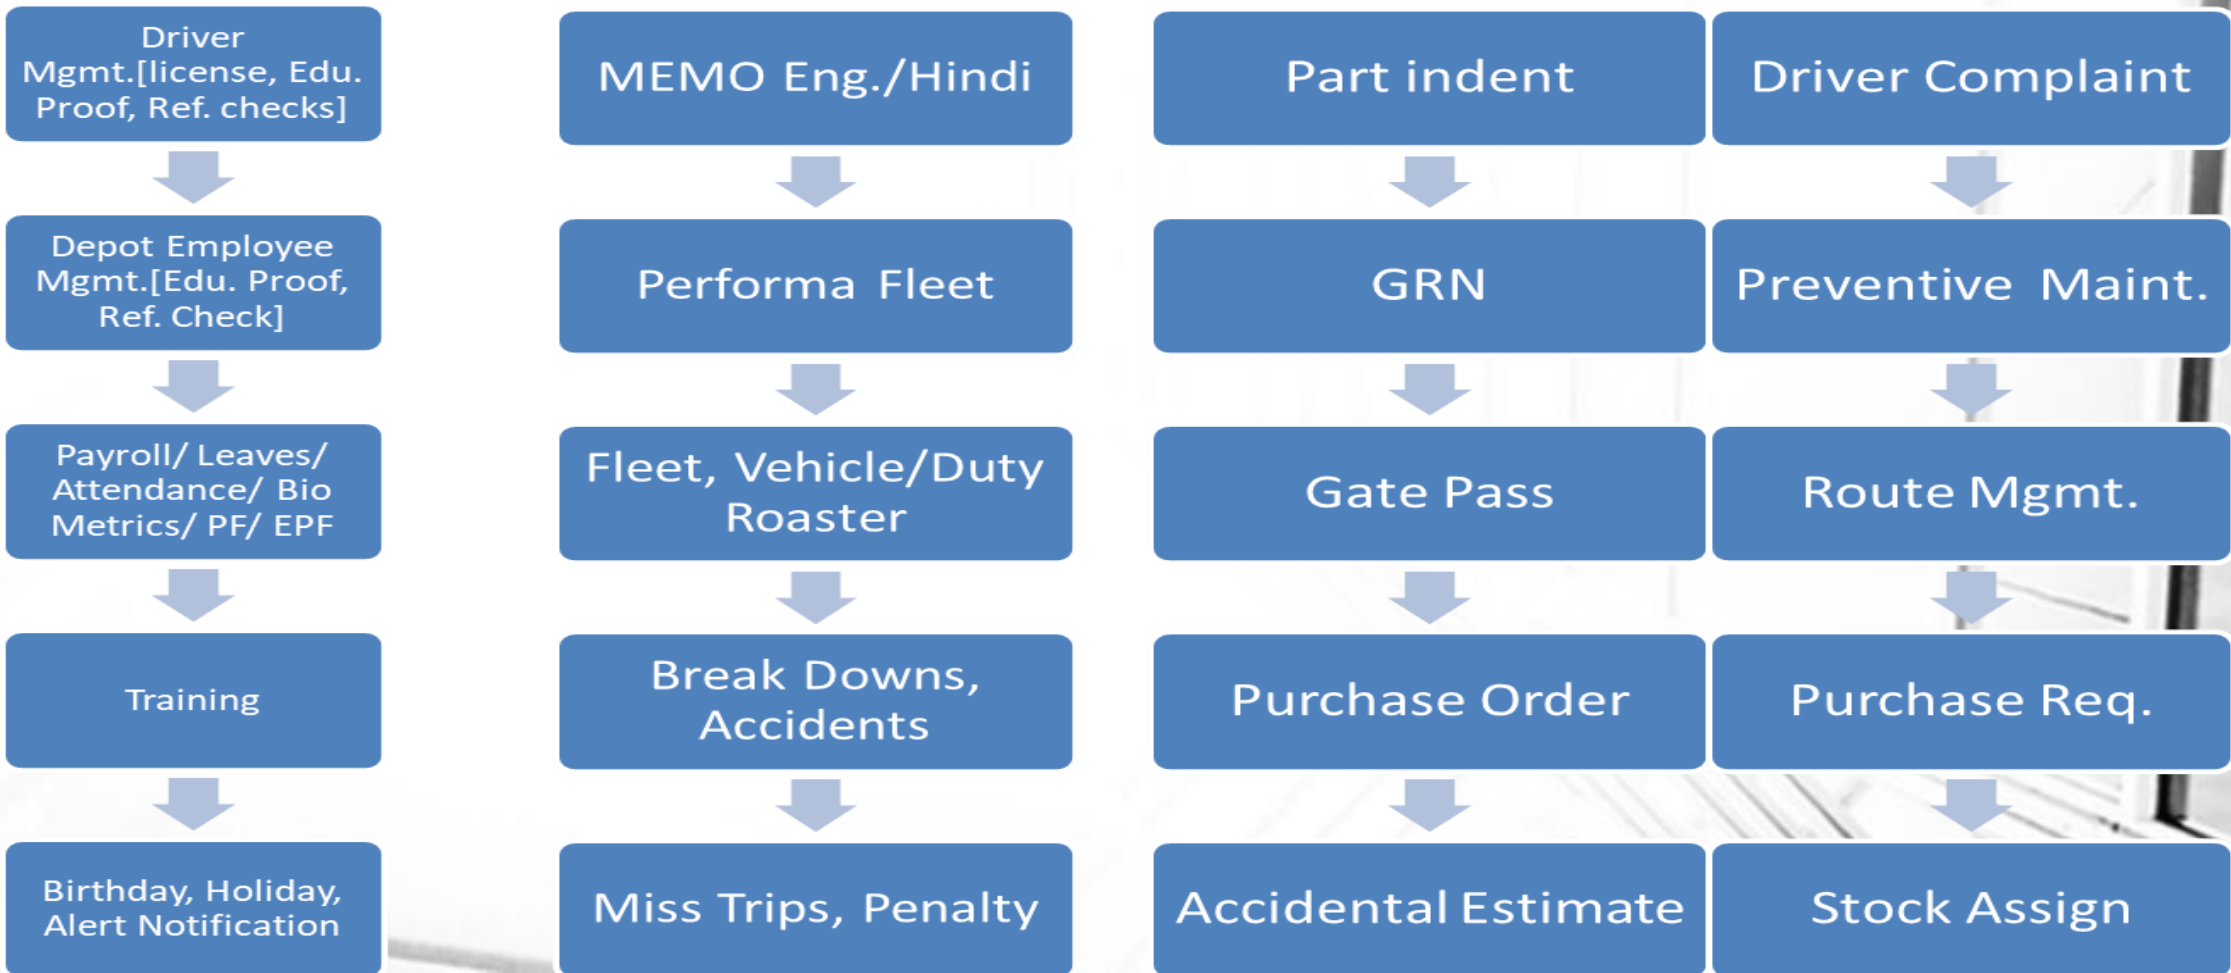 Driver
Mgmt.[license, Edu.
Proof, Ref. checks]
Depot Employee
Mgmt.[Edu. Proof,
Ref. Check]
Payroll/ Leaves/
Attendance/ Bio
Metrics/ PF/ EPF
Training
Birthday, Holiday,
Alert Notification
MEMO Eng./Hindi
Performa Fleet
Fleet, Vehicle/Duty
Roaster
Break Downs,
Accidents
Miss Trips, Penalty
Part indent
GRN
Gate Pass
Purchase Order
Accidental Estimate
Driver Complaint
Preventive Maint.
Route Mgmt.
Purchase Req.
Stock Assign